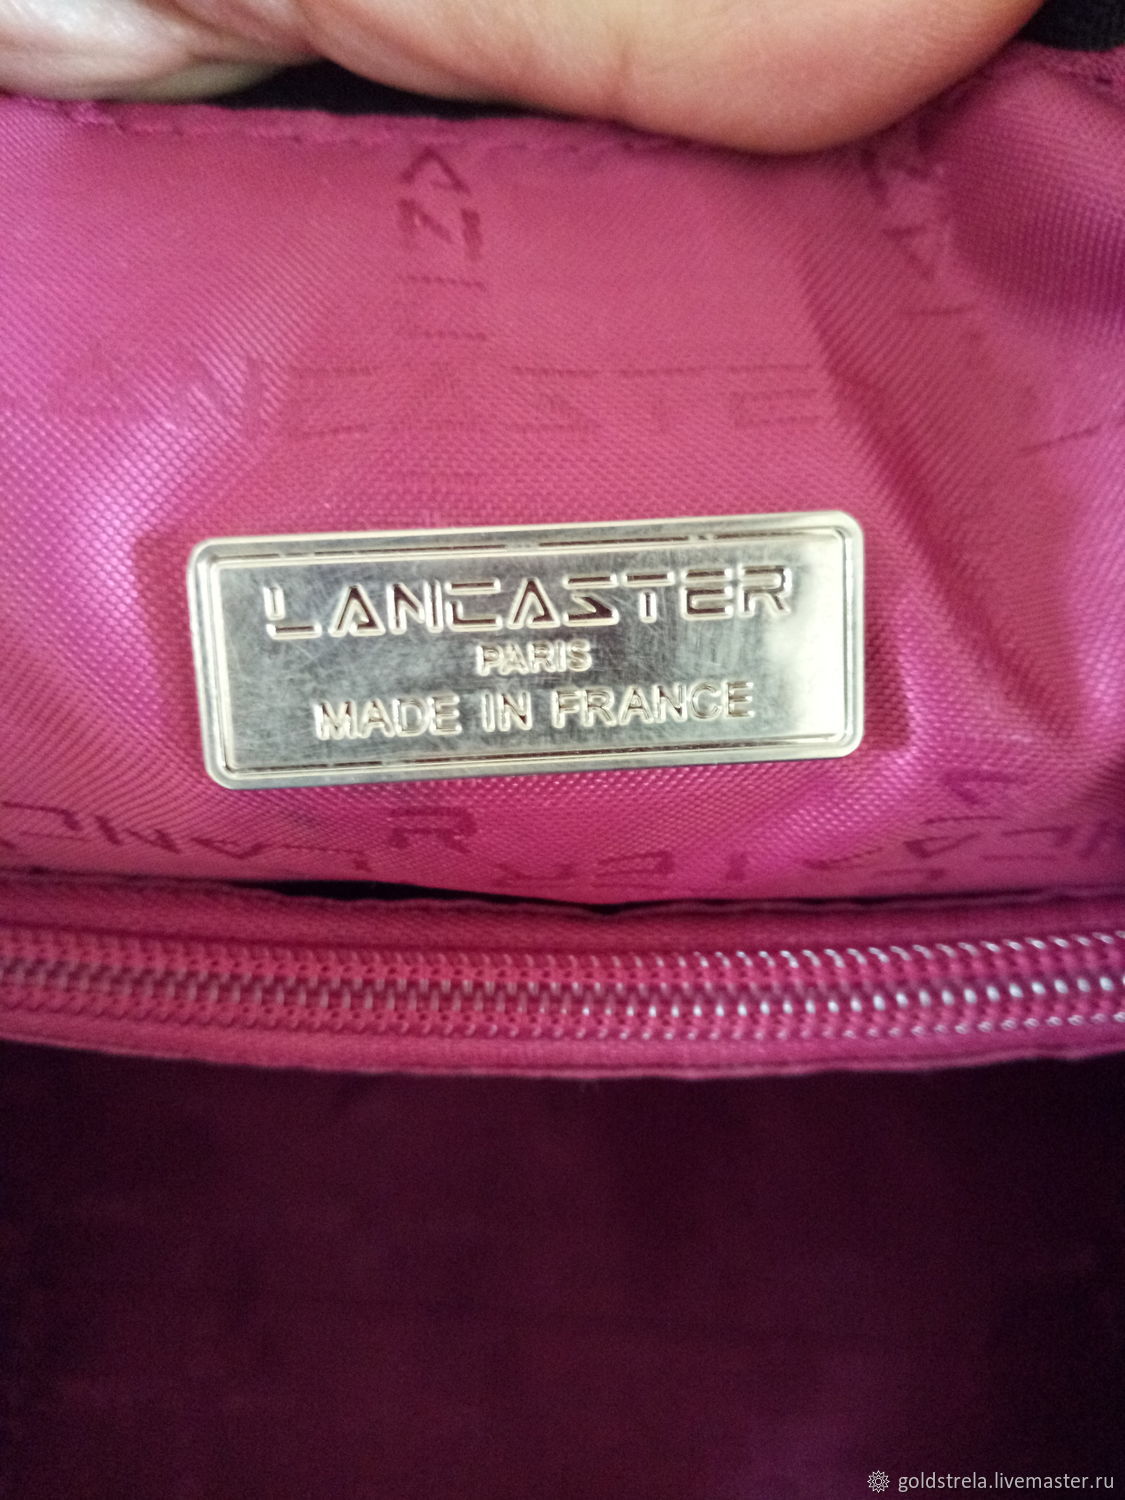 LANCASTER
PARIS
MADE IN FRANCE
goldstrela.livemaster.ru